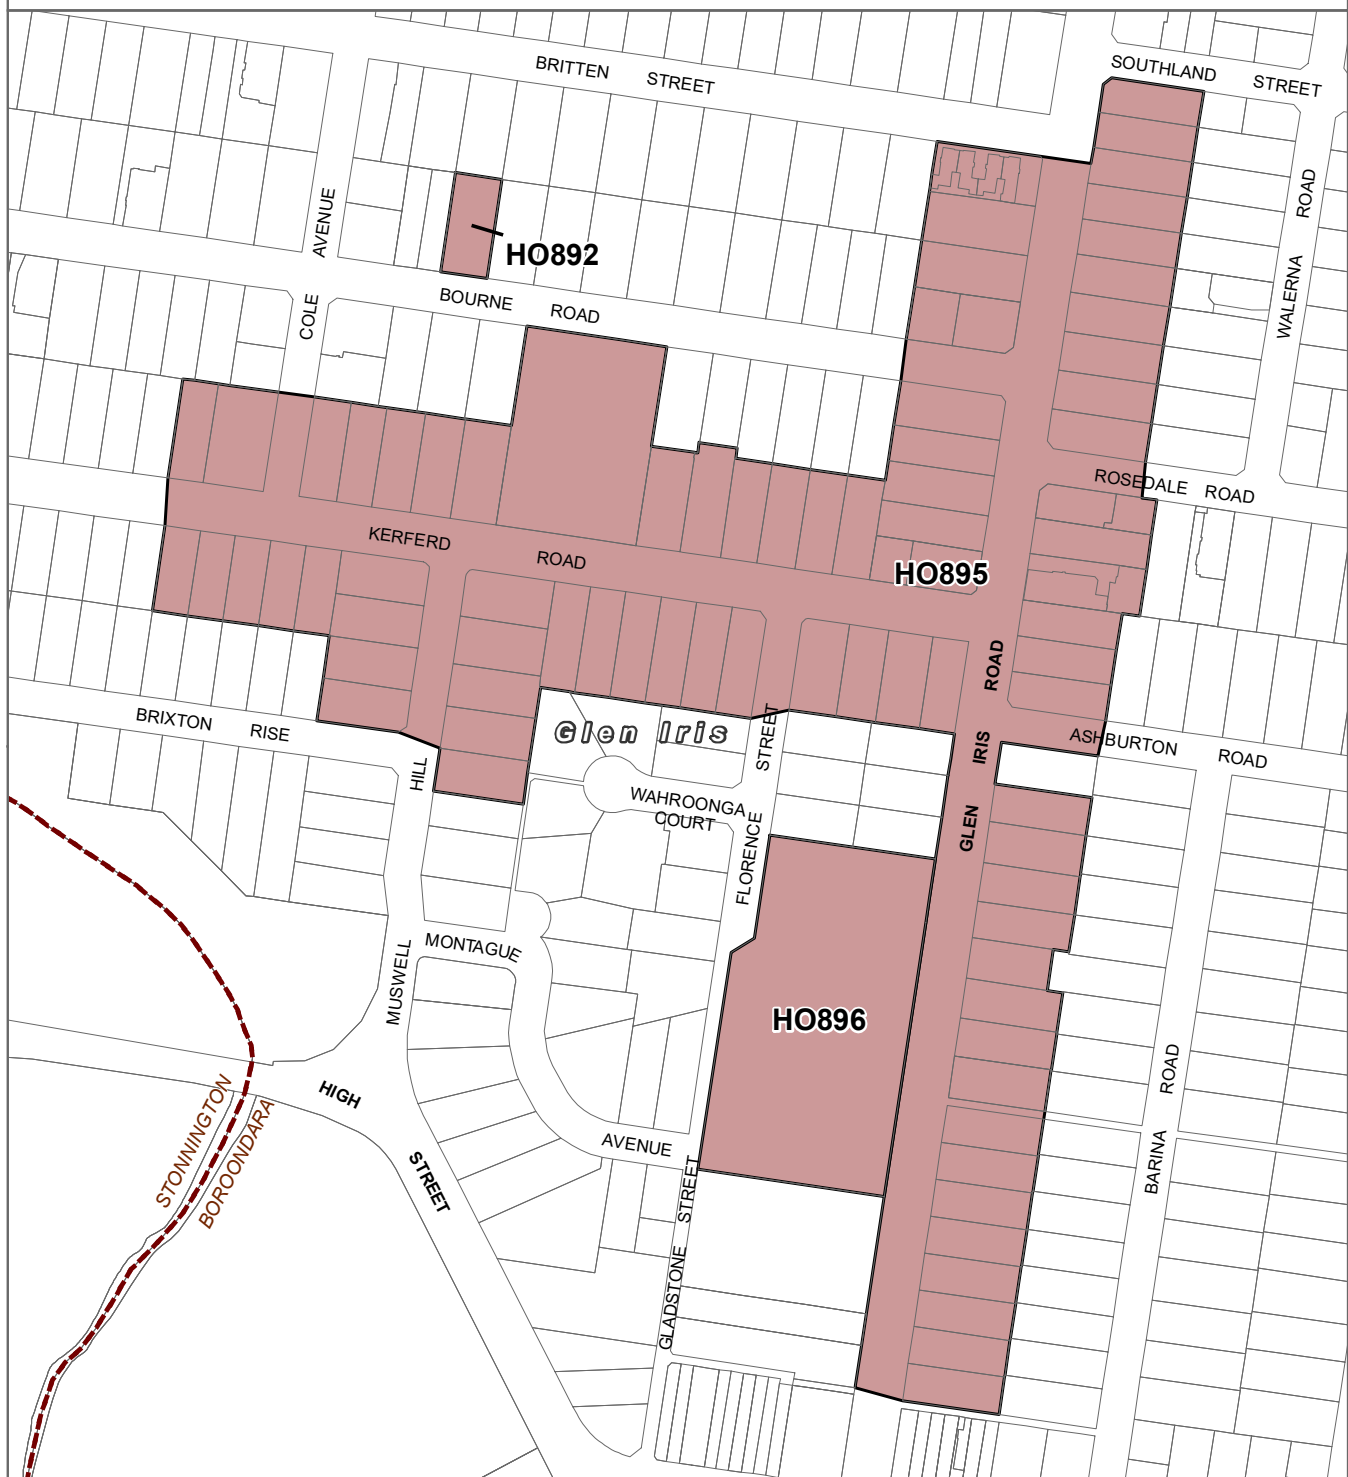 BRITTEN STREET
SOUTHLAND STREET
COLE AVENUE
HO892
BOURNE ROAD
WALERNA ROAD
ROSEDALE ROAD
KERFERD ROAD
HO895
BRIXTON RISE
Glen Iris
ASHBURTON ROAD
GLEN IRIS ROAD
WAHROONGA
COURT
FLORENCE STREET
MUSWELL HILL
MONTAGUE AVENUE
HO896
HIGH STREET
STONNINGTON
BOROONDARA
GLADSTONE STREET
BARINA ROAD